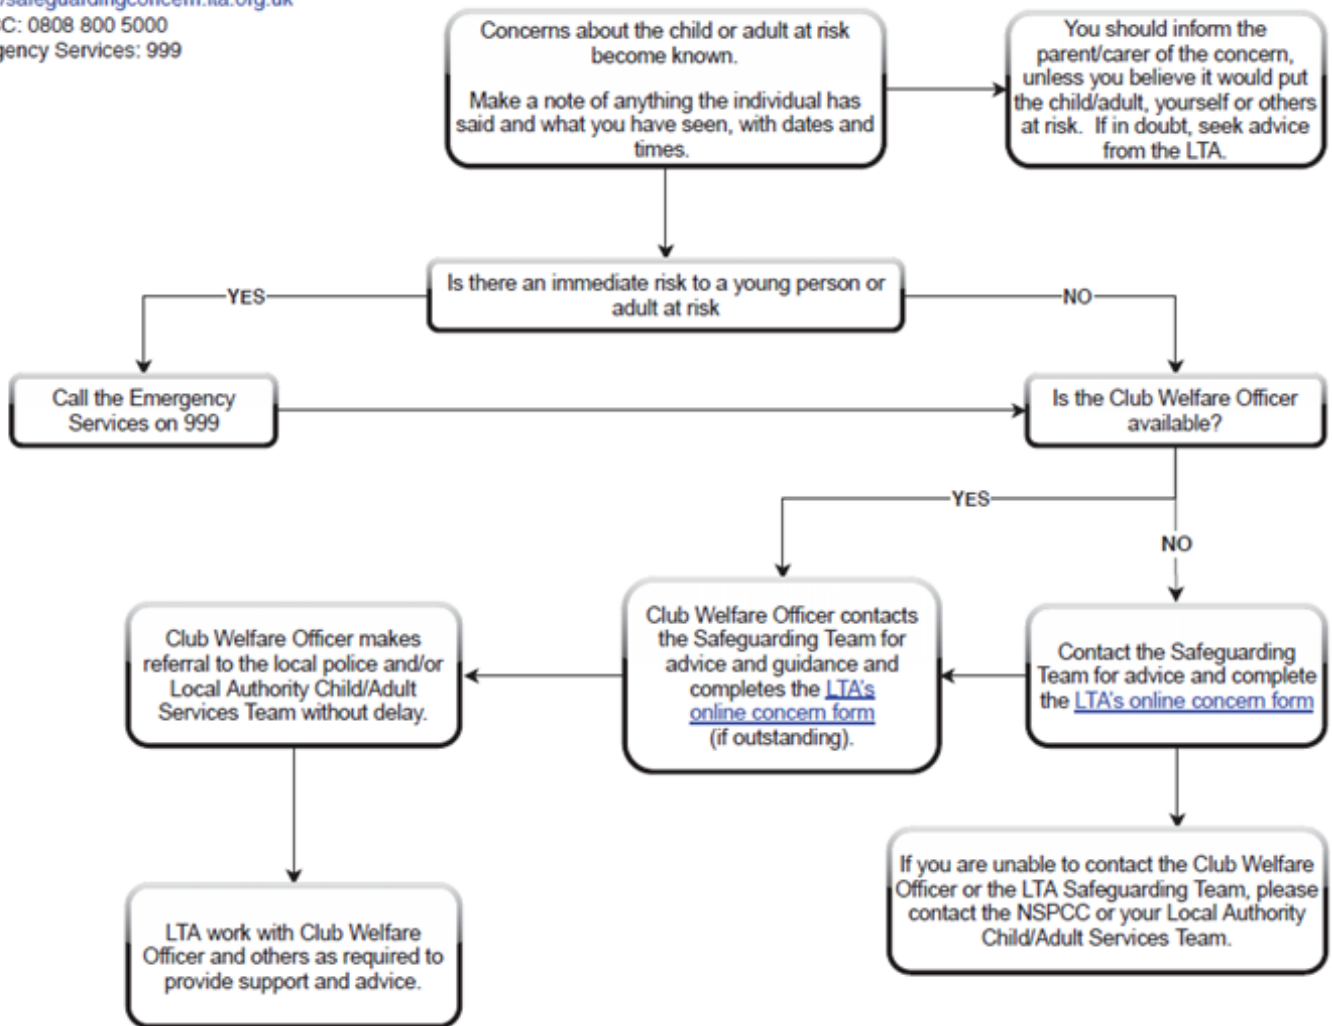 safeguardingconcern.lta.org.uk
0808 800 5000
Services: 999
Concerns about the child or adult at risk
become known.
Make a note of anything the individual has
said and what you have seen, with dates and
times.
You should inform the
parent/carer of the concern,
unless you believe it would put
the child/adult, yourself or others
at risk. If in doubt, seek advice
from the LTA.
Is there an immediate risk to a young person or
adult at risk
YES
NO
Call the Emergency
Services on 999
Is the Club Welfare Officer
available?
YES
NO
Club Welfare Officer makes
referral to the local police and/or
Local Authority Child/Adult
Services Team without delay.
Club Welfare Officer contacts
the Safeguarding Team for
advice and guidance and
completes the LTA's
online concern form
(if outstanding).
Contact the Safeguarding
Team for advice and complete
the LTA's online concern form
LTA work with Club Welfare
Officer and others as required to
provide support and advice.
If you are unable to contact the Club Welfare
Officer or the LTA Safeguarding Team, please
contact the NSPCC or your Local Authority
Child/Adult Services Team.